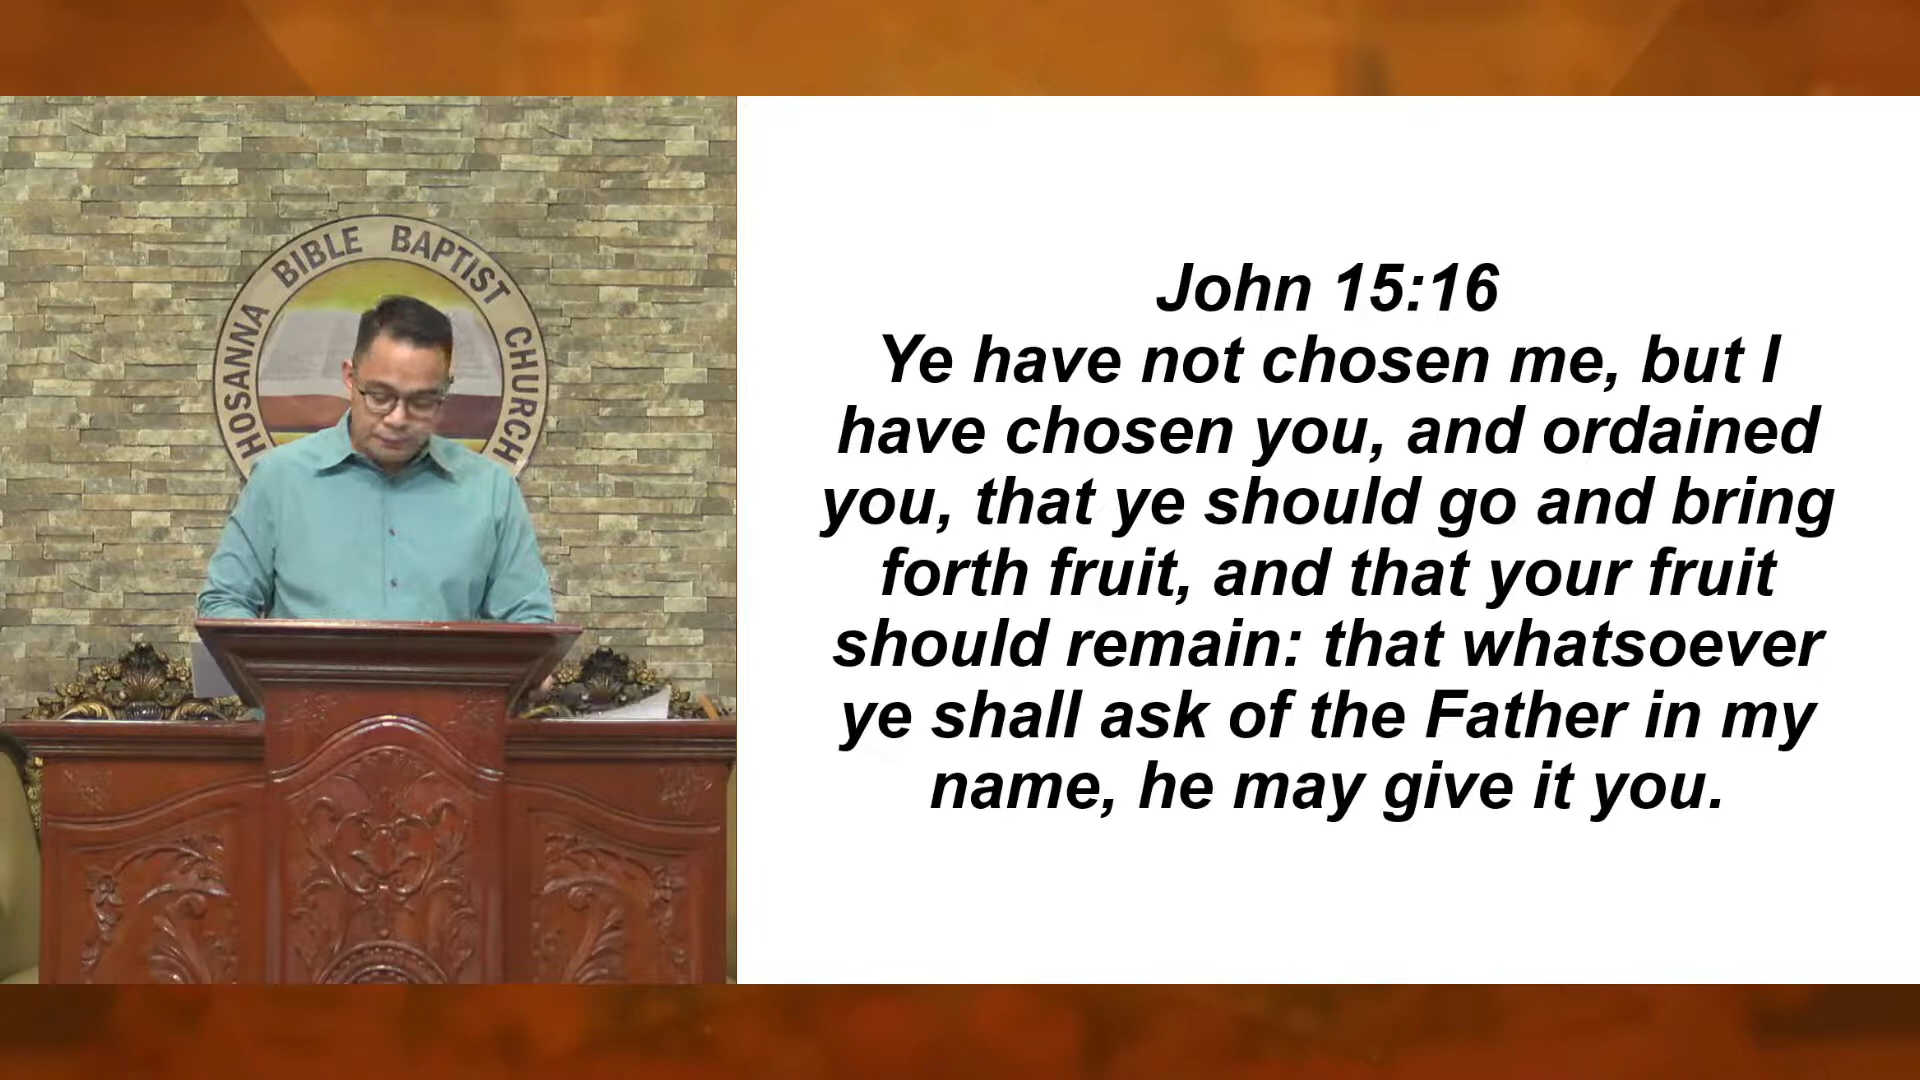 HOSANNA BIBLE BAPTIST CHURCH
John 15:16
Ye have not chosen me, but I
have chosen you, and ordained
you, that ye should go and bring
forth fruit, and that your fruit
should remain: that whatsoever
ye shall ask of the Father in my
name, he may give it you.